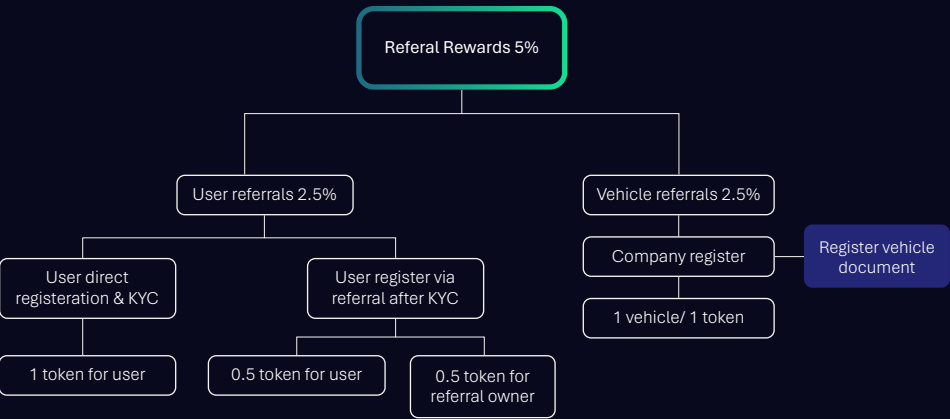 Referal Rewards 5%
User referrals 2.5%
Vehicle referrals 2.5%
User direct
registeration & KYC
User register via
referral after KYC
Company register
Register vehicle
document
1 token for user
0.5 token for user
0.5 token for
referral owner
1 vehicle/ 1 token